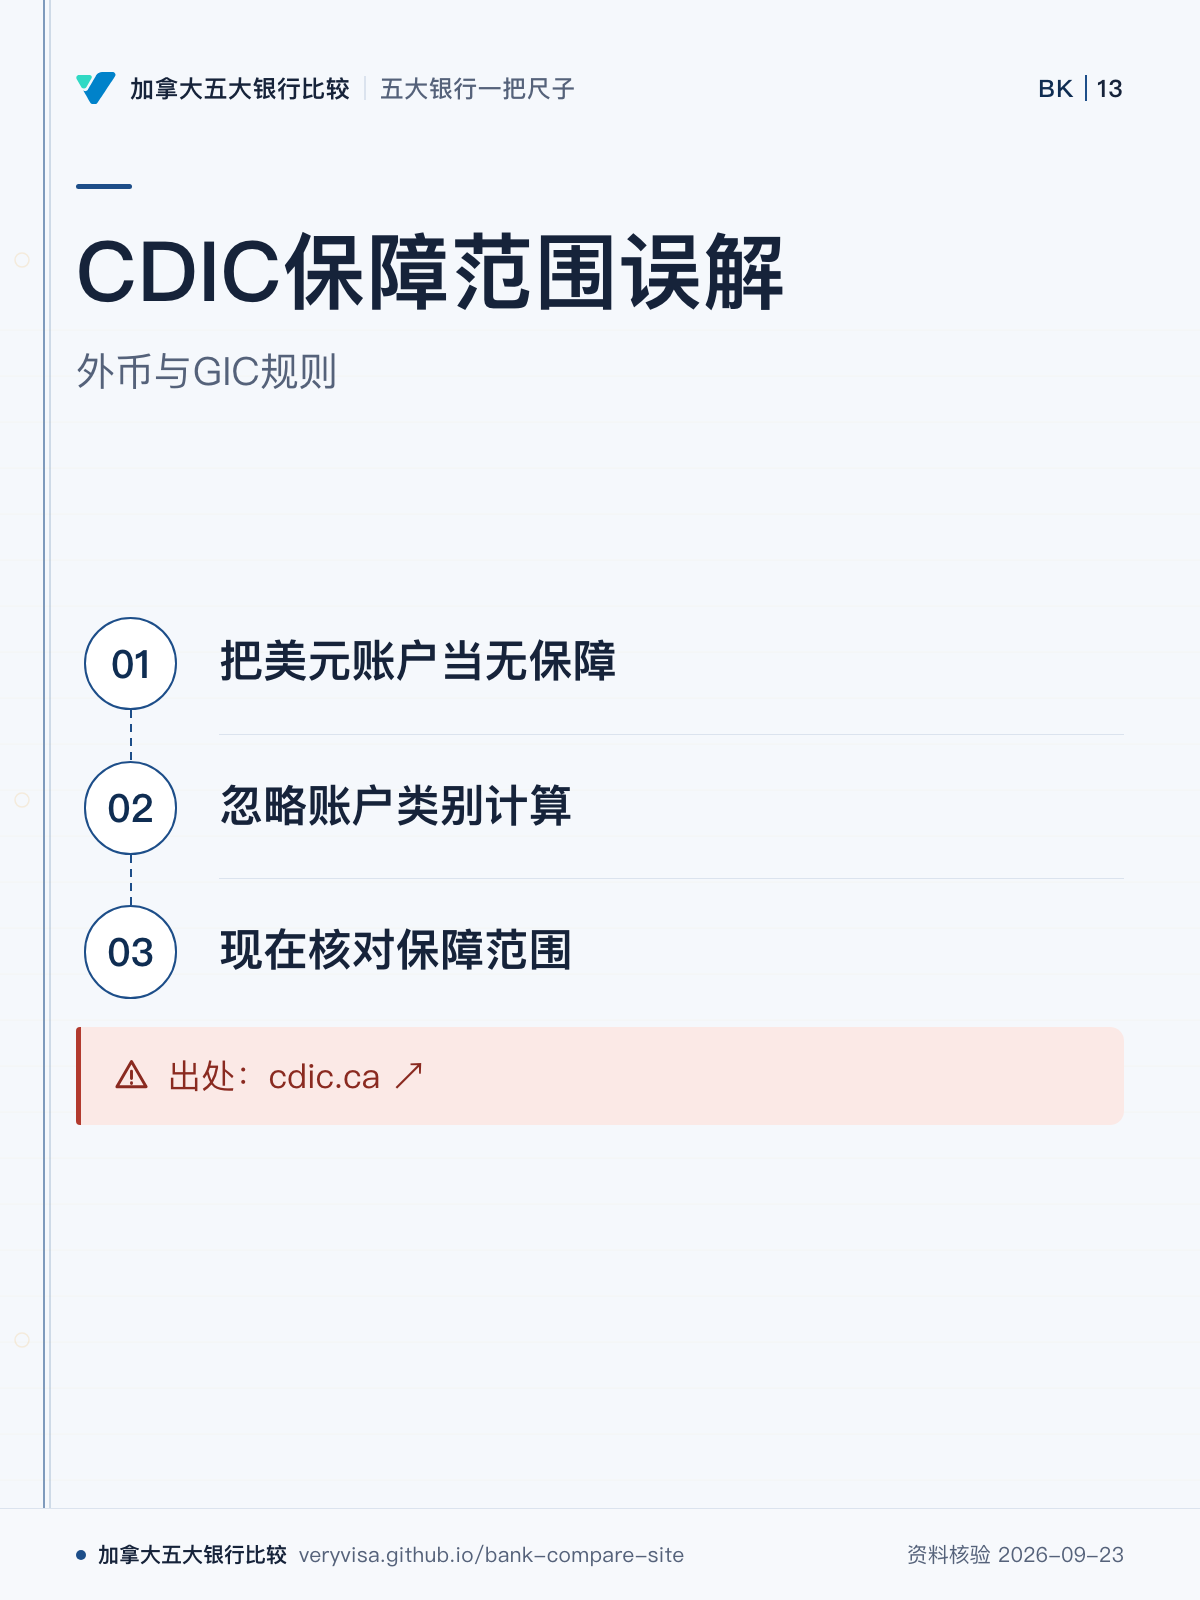 加拿大五大银行比较 五大银行一把尺子 BK 13
CDIC保障范围误解
外币与GIC规则
01 把美元账户当无保障
02 忽略账户类别计算
03 现在核对保障范围
出处：cdic.ca ↗
加拿大五大银行比较 veryvisa.github.io/bank-compare-site 资料核验 2026-09-23